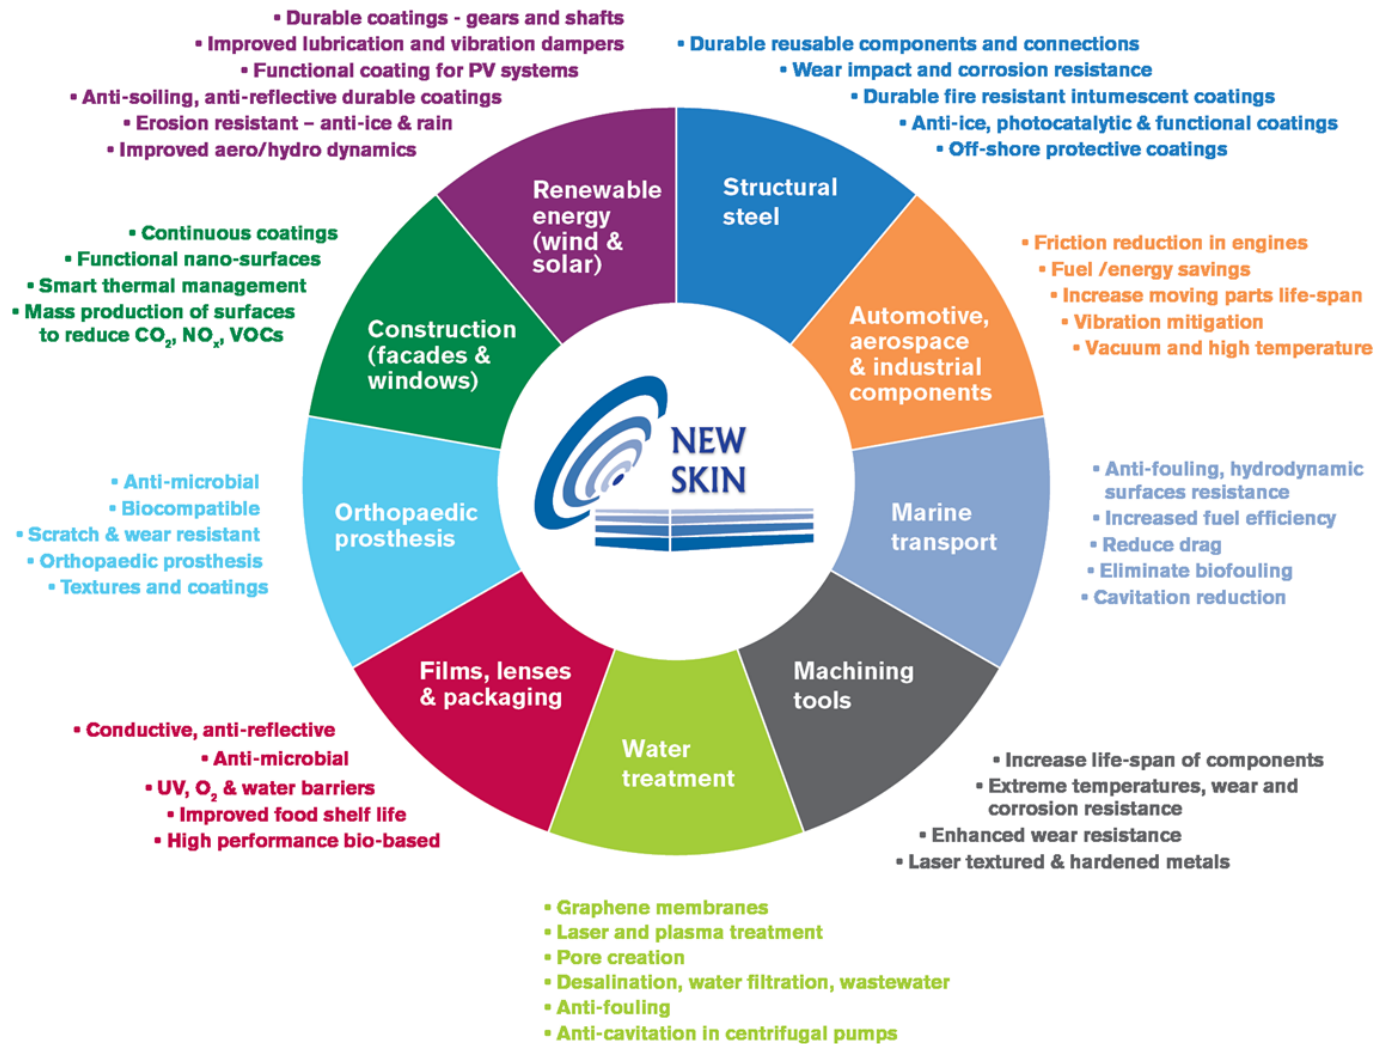 ▪ Durable coatings - gears and shafts
▪ Improved lubrication and vibration dampers
▪ Functional coating for PV systems
▪ Anti-soiling, anti-reflective durable coatings
▪ Erosion resistant – anti-ice & rain
▪ Improved aero/hydro dynamics
Renewable
energy
(wind &
solar)
▪ Durable reusable components and connections
▪ Wear impact and corrosion resistance
▪ Durable fire resistant intumescent coatings
▪ Anti-ice, photocatalytic & functional coatings
▪ Off-shore protective coatings
Structural
steel
▪ Friction reduction in engines
▪ Fuel /energy savings
▪ Increase moving parts life-span
▪ Vibration mitigation
▪ Vacuum and high temperature
Automotive,
aerospace
& industrial
components
▪ Anti-fouling, hydrodynamic
surfaces resistance
▪ Increased fuel efficiency
▪ Reduce drag
▪ Eliminate biofouling
▪ Cavitation reduction
Marine
transport
▪ Increase life-span of components
▪ Extreme temperatures, wear and
corrosion resistance
▪ Enhanced wear resistance
▪ Laser textured & hardened metals
Machining
tools
Water
treatment
▪ Graphene membranes
▪ Laser and plasma treatment
▪ Pore creation
▪ Desalination, water filtration, wastewater
▪ Anti-fouling
▪ Anti-cavitation in centrifugal pumps
Films, lenses
& packaging
▪ Conductive, anti-reflective
▪ Anti-microbial
▪ UV, O₂ & water barriers
▪ Improved food shelf life
▪ High performance bio-based
Orthopaedic
prosthesis
▪ Anti-microbial
▪ Biocompatible
▪ Scratch & wear resistant
▪ Orthopaedic prosthesis
▪ Textures and coatings
Construction
(facades &
windows)
▪ Continuous coatings
▪ Functional nano-surfaces
▪ Smart thermal management
▪ Mass production of surfaces
to reduce CO₂, NOₓ, VOCs
NEW
SKIN